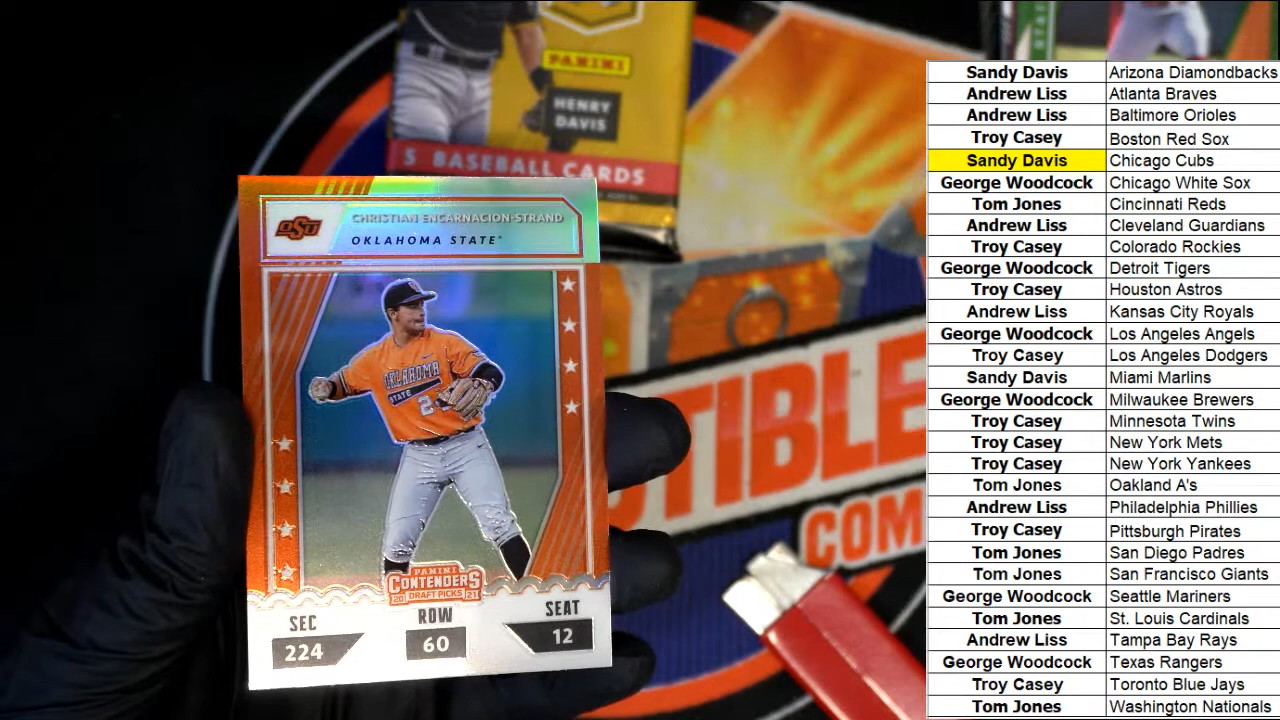 PANINI
HENRY
DAVIS
5 BASEBALL CARDS
OSU
CHRISTIAN ENCARNACION-STRAND
OKLAHOMA STATE
OKLAHOMA
STATE
2
PANINI
CONTENDERS
20 DRAFT PICKS 21
SEC
224
ROW
60
SEAT
12
TIBLE
COM
Sandy Davis Arizona Diamondbacks
Andrew Liss Atlanta Braves
Andrew Liss Baltimore Orioles
Troy Casey Boston Red Sox
Sandy Davis Chicago Cubs
George Woodcock Chicago White Sox
Tom Jones Cincinnati Reds
Andrew Liss Cleveland Guardians
Troy Casey Colorado Rockies
George Woodcock Detroit Tigers
Troy Casey Houston Astros
Andrew Liss Kansas City Royals
George Woodcock Los Angeles Angels
Troy Casey Los Angeles Dodgers
Sandy Davis Miami Marlins
George Woodcock Milwaukee Brewers
Troy Casey Minnesota Twins
Troy Casey New York Mets
Troy Casey New York Yankees
Tom Jones Oakland A's
Andrew Liss Philadelphia Phillies
Troy Casey Pittsburgh Pirates
Tom Jones San Diego Padres
Tom Jones San Francisco Giants
George Woodcock Seattle Mariners
Tom Jones St. Louis Cardinals
Andrew Liss Tampa Bay Rays
George Woodcock Texas Rangers
Troy Casey Toronto Blue Jays
Tom Jones Washington Nationals